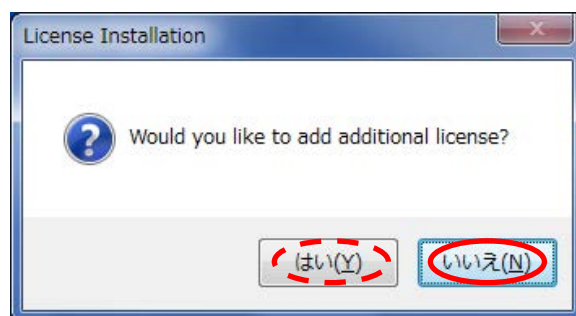 License Installation
Would you like to add additional license?
はい(Y)
いいえ(N)